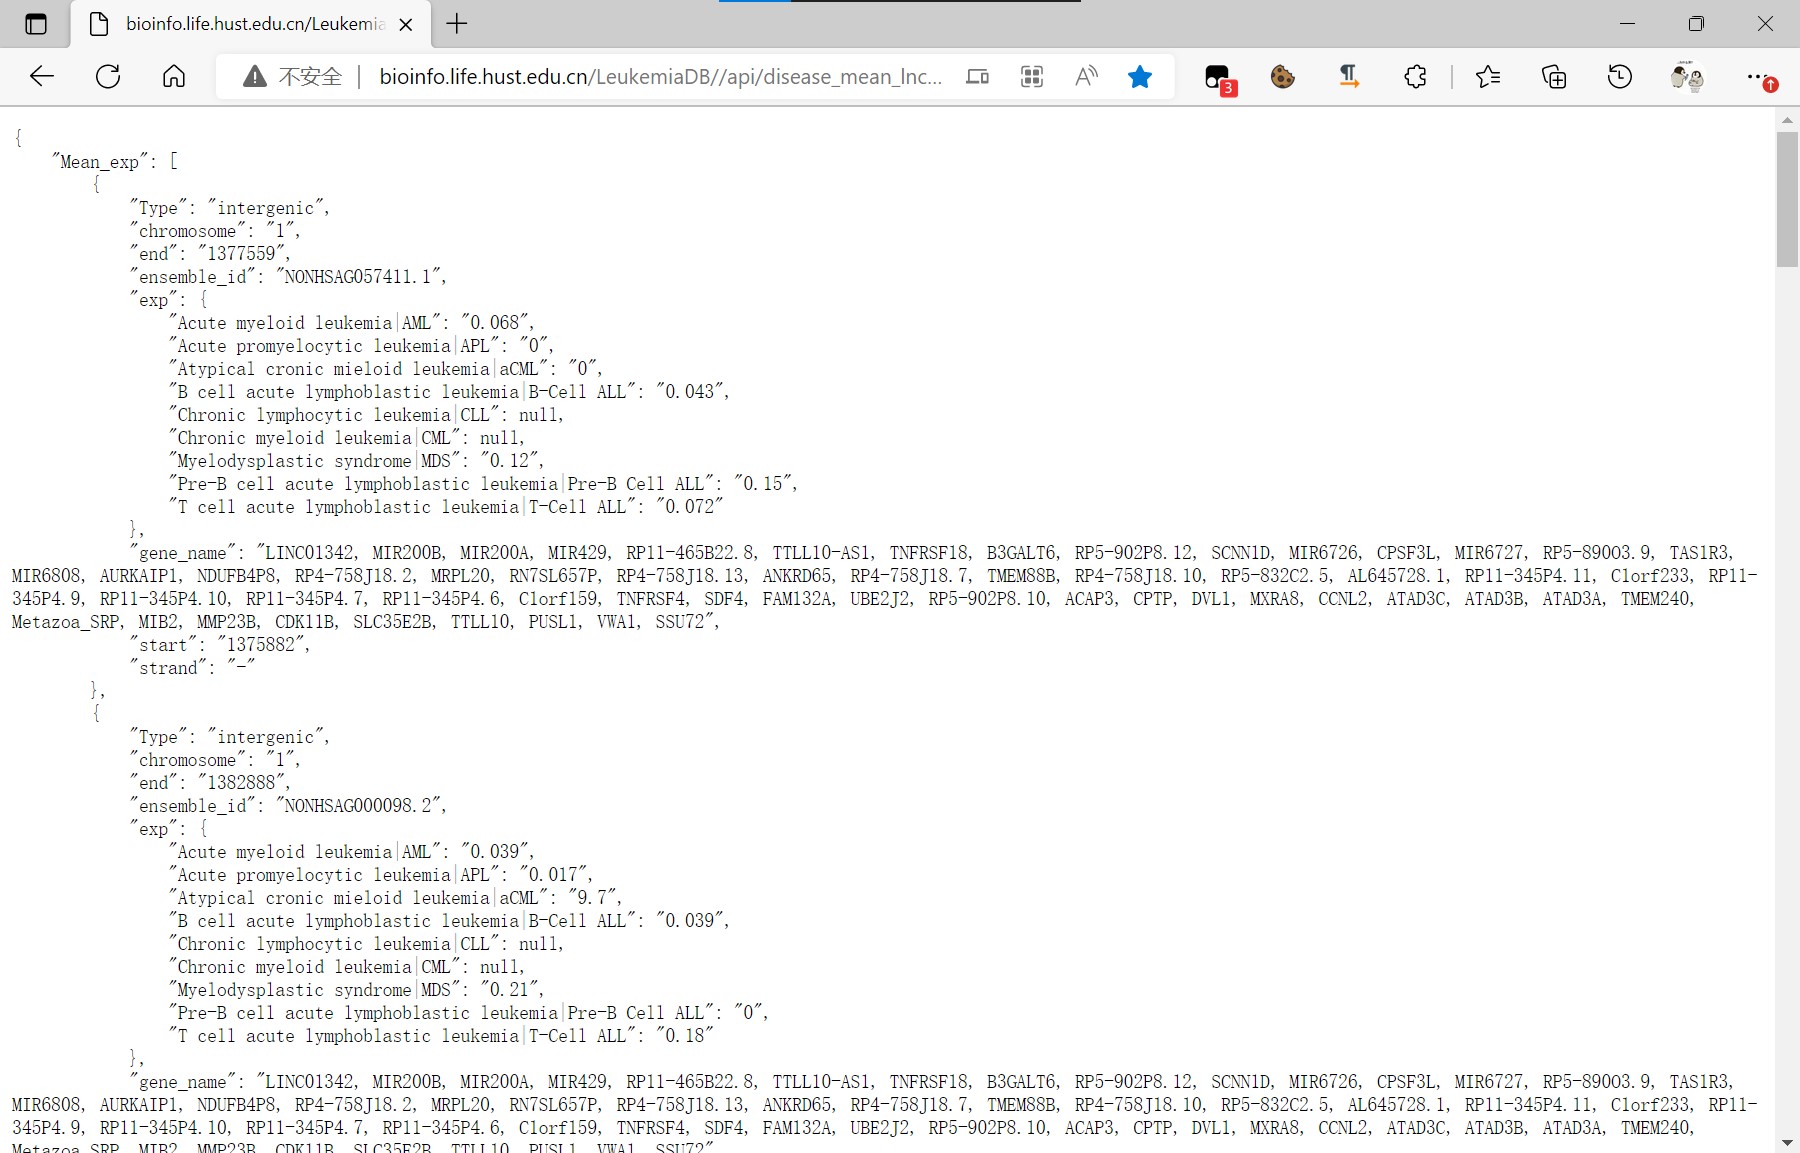 bioinfo.life.hust.edu.cn/Leukemia
不安全 | bioinfo.life.hust.edu.cn/LeukemiaDB//api/disease_mean_lnc...
3
{
"Mean_exp": [
{
"Type": "intergenic",
"chromosome": "1",
"end": "1377559",
"ensemble_id": "NONHSAG057411.1",
"exp": {
"Acute myeloid leukemia|AML": "0.068",
"Acute promyelocytic leukemia|APL": "0",
"Atypical cronic mieloid leukemia|aCML": "0",
"B cell acute lymphoblastic leukemia|B-Cell ALL": "0.043",
"Chronic lymphocytic leukemia|CLL": null,
"Chronic myeloid leukemia|CML": null,
"Myelodysplastic syndrome|MDS": "0.12",
"Pre-B cell acute lymphoblastic leukemia|Pre-B Cell ALL": "0.15",
"T cell acute lymphoblastic leukemia|T-Cell ALL": "0.072"
},
"gene_name": "LINC01342, MIR200B, MIR200A, MIR429, RP11-465B22.8, TTLL10-AS1, TNFRSF18, B3GALT6, RP5-902P8.12, SCNN1D, MIR6726, CPSF3L, MIR6727, RP5-890O3.9, TAS1R3,
MIR6808, AURKAIP1, NDUFB4P8, RP4-758J18.2, MRPL20, RN7SL657P, RP4-758J18.13, ANKRD65, RP4-758J18.7, TMEM88B, RP4-758J18.10, RP5-832C2.5, AL645728.1, RP11-345P4.11, C1orf233, RP11-
345P4.9, RP11-345P4.10, RP11-345P4.7, RP11-345P4.6, C1orf159, TNFRSF4, SDF4, FAM132A, UBE2J2, RP5-902P8.10, ACAP3, CPTP, DVL1, MXRA8, CCNL2, ATAD3C, ATAD3B, ATAD3A, TMEM240,
Metazoa_SRP, MIB2, MMP23B, CDK11B, SLC35E2B, TTLL10, PUSL1, VWA1, SSU72",
"start": "1375882",
"strand": "-"
},
{
"Type": "intergenic",
"chromosome": "1",
"end": "1382888",
"ensemble_id": "NONHSAG000098.2",
"exp": {
"Acute myeloid leukemia|AML": "0.039",
"Acute promyelocytic leukemia|APL": "0.017",
"Atypical cronic mieloid leukemia|aCML": "9.7",
"B cell acute lymphoblastic leukemia|B-Cell ALL": "0.039",
"Chronic lymphocytic leukemia|CLL": null,
"Chronic myeloid leukemia|CML": null,
"Myelodysplastic syndrome|MDS": "0.21",
"Pre-B cell acute lymphoblastic leukemia|Pre-B Cell ALL": "0",
"T cell acute lymphoblastic leukemia|T-Cell ALL": "0.18"
},
"gene_name": "LINC01342, MIR200B, MIR200A, MIR429, RP11-465B22.8, TTLL10-AS1, TNFRSF18, B3GALT6, RP5-902P8.12, SCNN1D, MIR6726, CPSF3L, MIR6727, RP5-890O3.9, TAS1R3,
MIR6808, AURKAIP1, NDUFB4P8, RP4-758J18.2, MRPL20, RN7SL657P, RP4-758J18.13, ANKRD65, RP4-758J18.7, TMEM88B, RP4-758J18.10, RP5-832C2.5, AL645728.1, RP11-345P4.11, C1orf233, RP11-
345P4.9, RP11-345P4.10, RP11-345P4.7, RP11-345P4.6, C1orf159, TNFRSF4, SDF4, FAM132A, UBE2J2, RP5-902P8.10, ACAP3, CPTP, DVL1, MXRA8, CCNL2, ATAD3C, ATAD3B, ATAD3A, TMEM240,
Metazoa_SRP, MIB2, MMP23B, CDK11B, SLC35E2B, TTLL10, PUSL1, VWA1, SSU72"